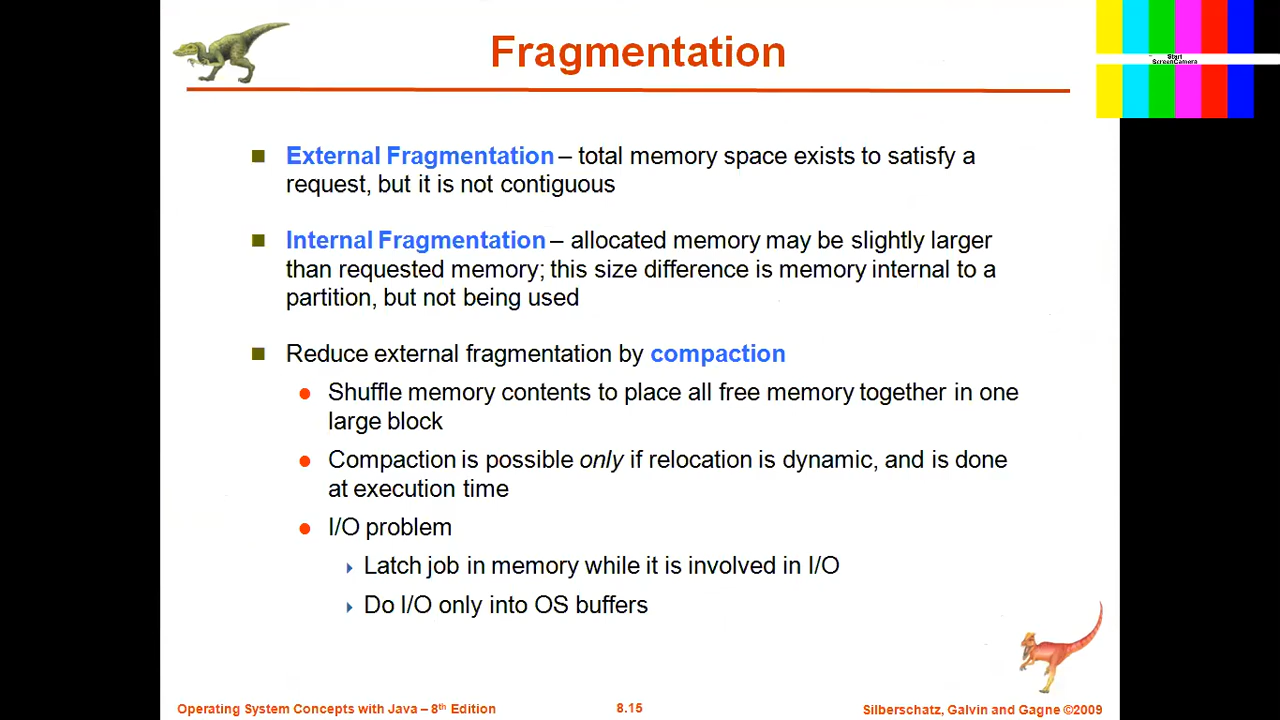 Fragmentation
Start
ScreenCamera
External Fragmentation – total memory space exists to satisfy a
request, but it is not contiguous
Internal Fragmentation – allocated memory may be slightly larger
than requested memory; this size difference is memory internal to a
partition, but not being used
Reduce external fragmentation by compaction
Shuffle memory contents to place all free memory together in one
large block
Compaction is possible only if relocation is dynamic, and is done
at execution time
I/O problem
Latch job in memory while it is involved in I/O
Do I/O only into OS buffers
Operating System Concepts with Java – 8th Edition
8.15
Silberschatz, Galvin and Gagne ©2009